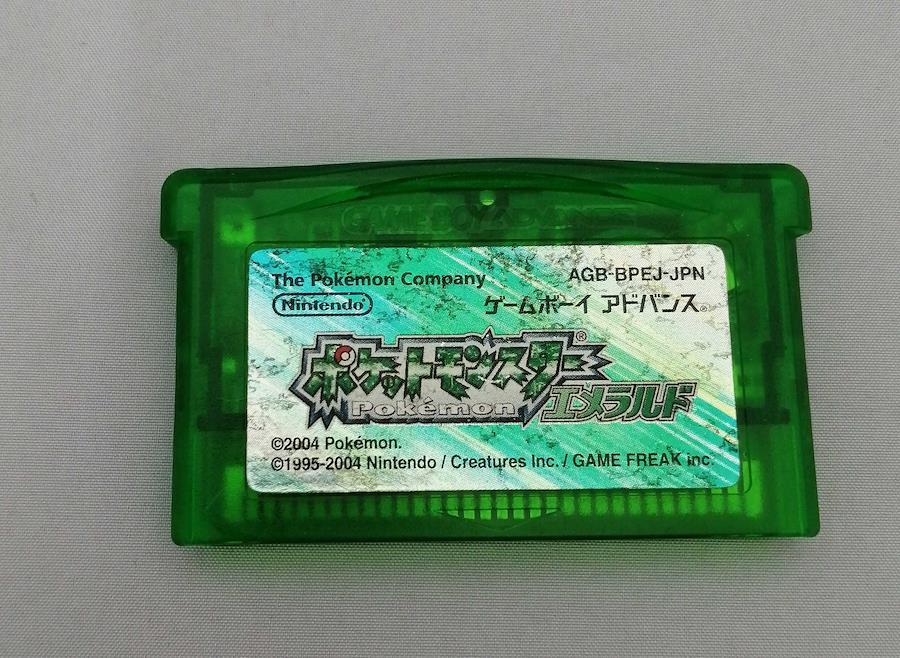 GAME BOY ADVANCE
The Pokémon Company
AGB-BPEJ-JPN
Nintendo®
ゲームボーイ アドバンス®
ポケットモンスター®
Pokémon
エメラルド
©2004 Pokémon.
©1995-2004 Nintendo / Creatures Inc. / GAME FREAK inc.